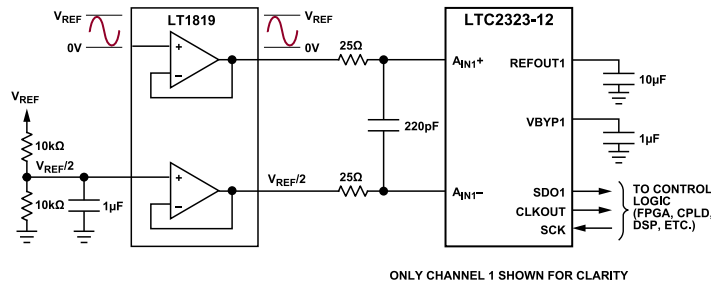 VREF
0V
LT1819
VREF
0V
LTC2323-12
25Ω
AIN1+
REFOUT1
10µF
VREF
10kΩ
VREF/2
220pF
VBYP1
1µF
10kΩ
1µF
VREF/2
25Ω
AIN1–
SDO1
CLKOUT
SCK
TO CONTROL
LOGIC
(FPGA, CPLD,
DSP, ETC.)
ONLY CHANNEL 1 SHOWN FOR CLARITY
+
–
+
–